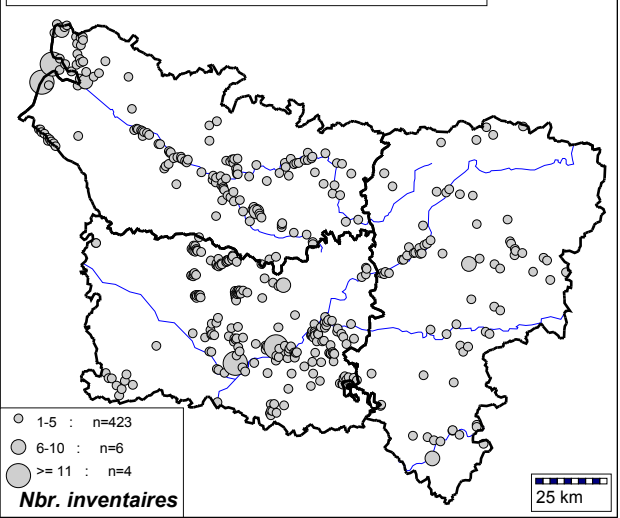 1-5 : n=423
6-10 : n=6
>= 11 : n=4
Nbr. inventaires
25 km